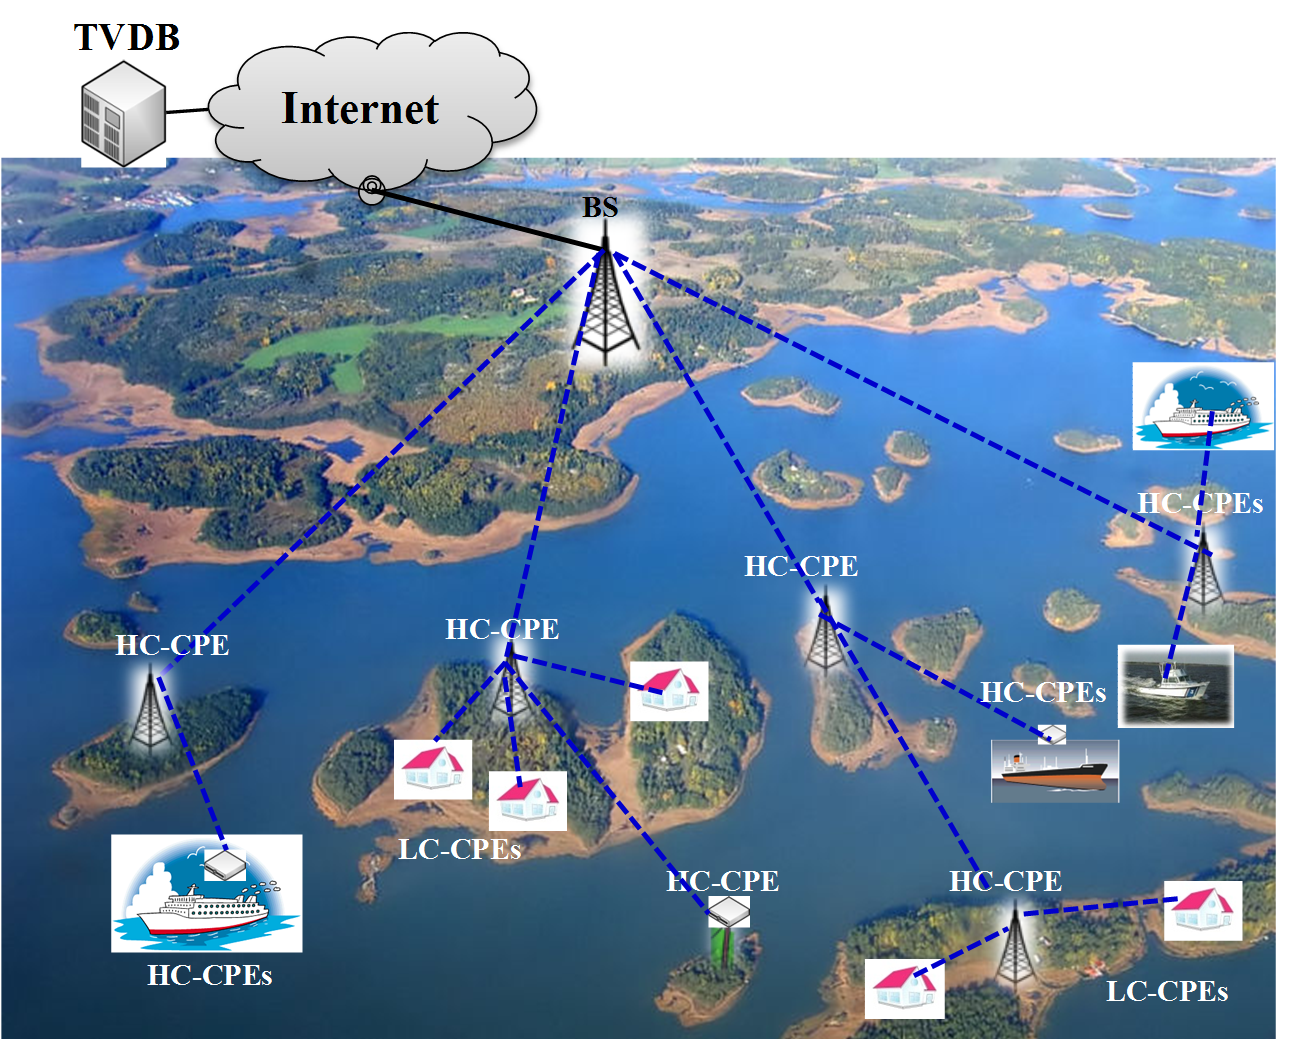 TVDB
Internet
BS
HC-CPEs
HC-CPE
HC-CPE
HC-CPE
HC-CPEs
LC-CPEs
HC-CPE
HC-CPE
HC-CPEs
LC-CPEs